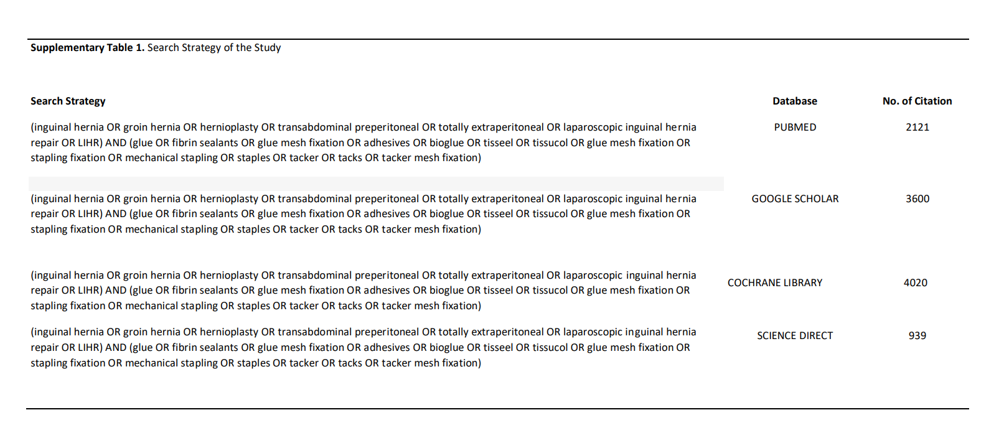 Supplementary Table 1. Search Strategy of the Study
Search Strategy Database No. of Citation
(inguinal hernia OR groin hernia OR hernioplasty OR transabdominal preperitoneal OR totally extraperitoneal OR laparoscopic inguinal hernia PUBMED 2121
repair OR LIHR) AND (glue OR fibrin sealants OR glue mesh fixation OR adhesives OR bioglue OR tisseel OR tissucol OR glue mesh fixation OR
stapling fixation OR mechanical stapling OR staples OR tacker OR tacks OR tacker mesh fixation)
(inguinal hernia OR groin hernia OR hernioplasty OR transabdominal preperitoneal OR totally extraperitoneal OR laparoscopic inguinal hernia GOOGLE SCHOLAR 3600
repair OR LIHR) AND (glue OR fibrin sealants OR glue mesh fixation OR adhesives OR bioglue OR tisseel OR tissucol OR glue mesh fixation OR
stapling fixation OR mechanical stapling OR staples OR tacker OR tacks OR tacker mesh fixation)
(inguinal hernia OR groin hernia OR hernioplasty OR transabdominal preperitoneal OR totally extraperitoneal OR laparoscopic inguinal hernia COCHRANE LIBRARY 4020
repair OR LIHR) AND (glue OR fibrin sealants OR glue mesh fixation OR adhesives OR bioglue OR tisseel OR tissucol OR glue mesh fixation OR
stapling fixation OR mechanical stapling OR staples OR tacker OR tacks OR tacker mesh fixation)
(inguinal hernia OR groin hernia OR hernioplasty OR transabdominal preperitoneal OR totally extraperitoneal OR laparoscopic inguinal hernia SCIENCE DIRECT 939
repair OR LIHR) AND (glue OR fibrin sealants OR glue mesh fixation OR adhesives OR bioglue OR tisseel OR tissucol OR glue mesh fixation OR
stapling fixation OR mechanical stapling OR staples OR tacker OR tacks OR tacker mesh fixation)